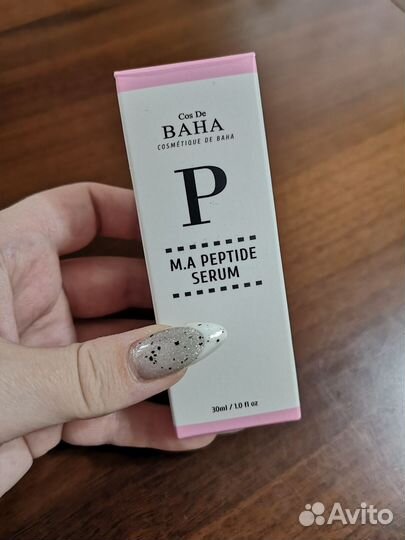 Cos De
BAHA
COSMÉTIQUE DE BAHA
P
M.A PEPTIDE
SERUM
30ml / 1.0 fl oz
Avito